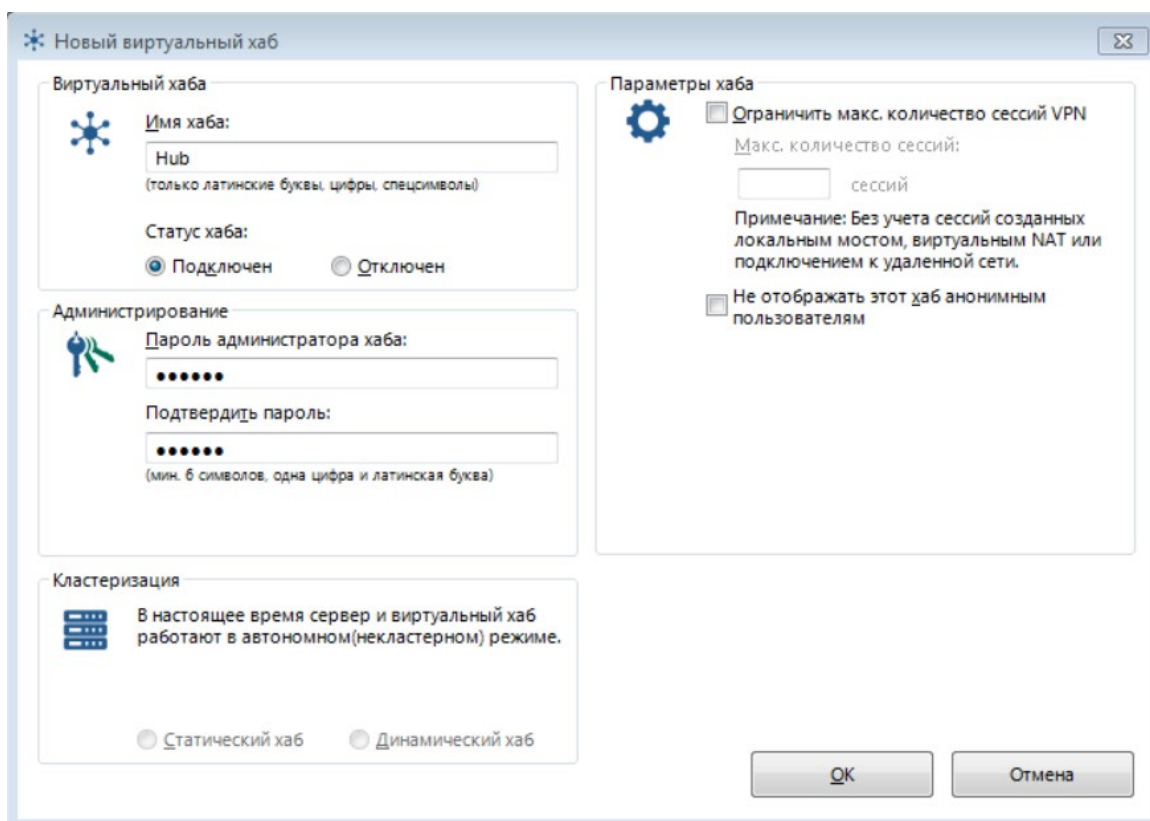 Новый виртуальный хаб
Виртуальный хаба
Имя хаба:
Hub
(только латинские буквы, цифры, спецсимволы)
Статус хаба:
Подключен
Отключен
Администрирование
Пароль администратора хаба:
••••••
Подтвердить пароль:
••••••
(мин. 6 символов, одна цифра и латинская буква)
Кластеризация
В настоящее время сервер и виртуальный хаб
работают в автономном(некластерном) режиме.
Статический хаб
Динамический хаб
Параметры хаба
Ограничить макс. количество сессий VPN
Макс. количество сессий:
сессий
Примечание: Без учета сессий созданных
локальным мостом, виртуальным NAT или
подключением к удаленной сети.
Не отображать этот хаб анонимным
пользователям
OK
Отмена